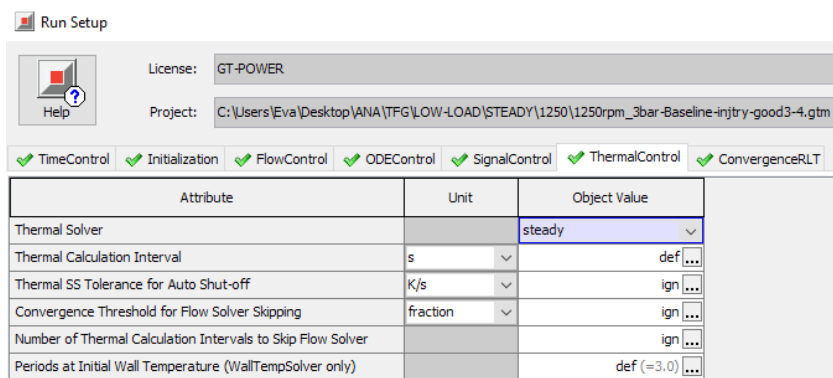 Run Setup
License: GT-POWER
Help
Project: C:\Users\Eva\Desktop\ANA\TFG\LOW-LOAD\STEADY\1250\1250rpm_3bar-Baseline-injtry-good3-4.gtm
TimeControl Initialization FlowControl ODEControl SignalControl ThermalControl ConvergenceRLT
Attribute Unit Object Value
Thermal Solver steady
Thermal Calculation Interval s def ...
Thermal SS Tolerance for Auto Shut-off K/s ign ...
Convergence Threshold for Flow Solver Skipping fraction ign ...
Number of Thermal Calculation Intervals to Skip Flow Solver ign ...
Periods at Initial Wall Temperature (WallTempSolver only) def (=3.0) ...